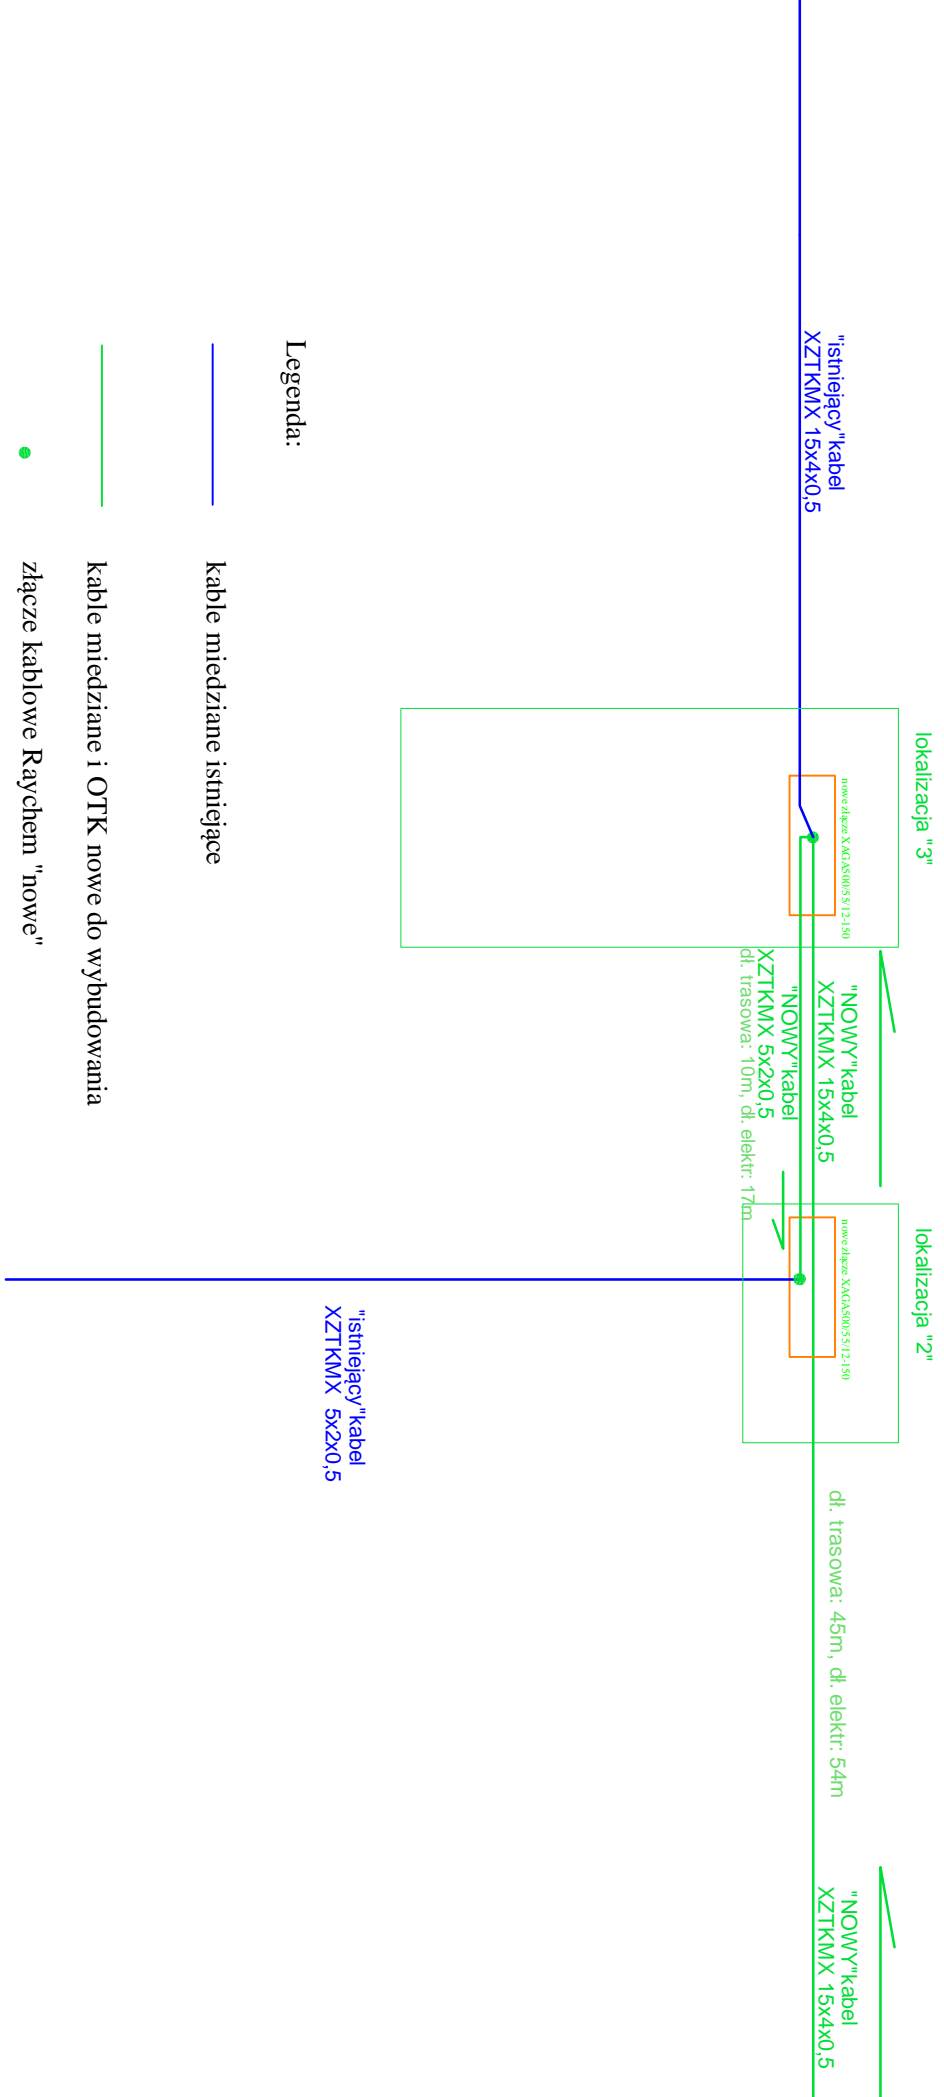 lokalizacja "3"
lokalizacja "2"
nowe złącze XAGA500/55/12-150
nowe złącze XAGA500/55/12-150
"istniejący"kabel
XZTKMX 15x4x0,5
"NOWY"kabel
XZTKMX 15x4x0,5
dł. trasowa: 45m, dł. elektr: 54m
"NOWY"kabel
XZTKMX 15x4x0,5
"NOWY"kabel
XZTKMX 5x2x0,5
dł. trasowa: 10m, dł. elektr: 17m
"istniejący"kabel
XZTKMX 5x2x0,5
Legenda:
kable miedziane istniejące
kable miedziane i OTK nowe do wybudowania
złącze kablowe Raychem "nowe"